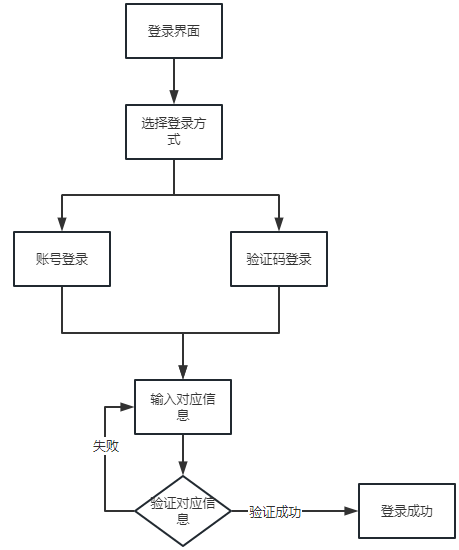 登录界面
选择登录方
式
账号登录
验证码登录
输入对应信
息
失败
验证对应信
息
验证成功
登录成功